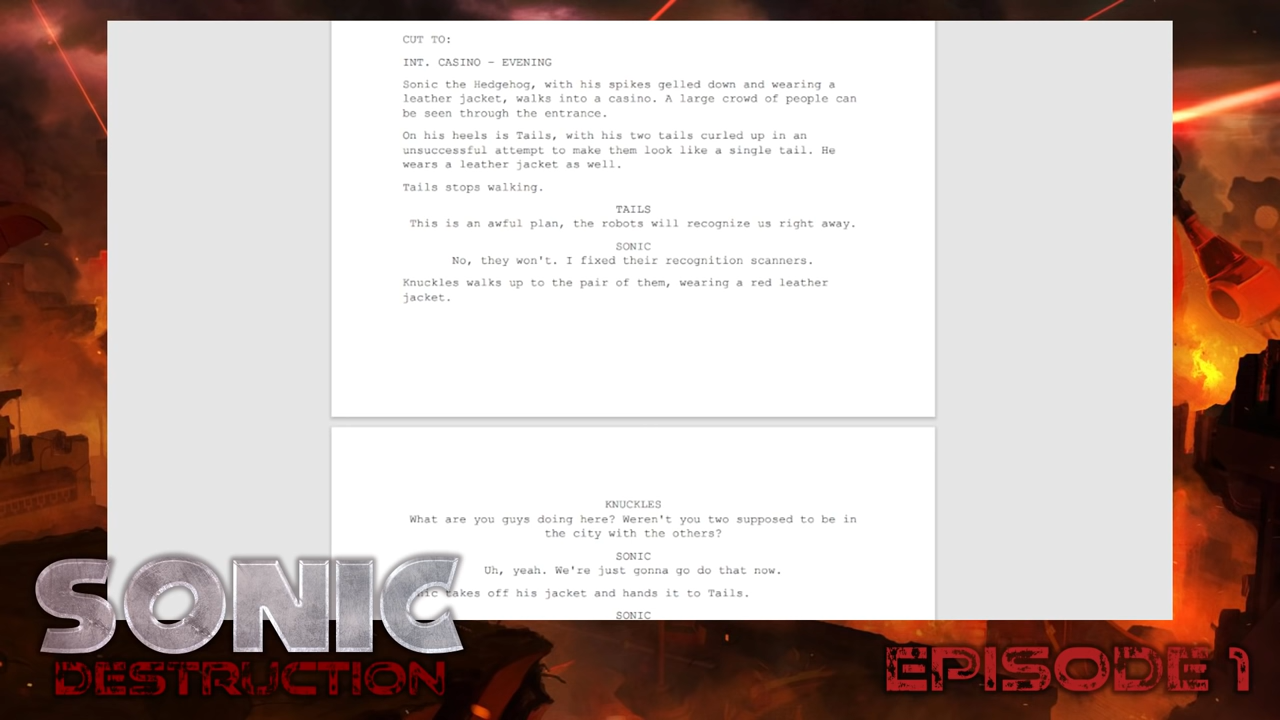 CUT TO:
INT. CASINO – EVENING
Sonic the Hedgehog, with his spikes gelled down and wearing a
leather jacket, walks into a casino. A large crowd of people can
be seen through the entrance.
On his heels is Tails, with his two tails curled up in an
unsuccessful attempt to make them look like a single tail. He
wears a leather jacket as well.
Tails stops walking.
TAILS
This is an awful plan, the robots will recognize us right away.
SONIC
No, they won't. I fixed their recognition scanners.
Knuckles walks up to the pair of them, wearing a red leather
jacket.
KNUCKLES
What are you guys doing here? Weren't you two supposed to be in
the city with the others?
SONIC
Uh, yeah. We're just gonna go do that now.
nic takes off his jacket and hands it to Tails.
SONIC
SONIC
DESTRUCTION
EPISODE 1